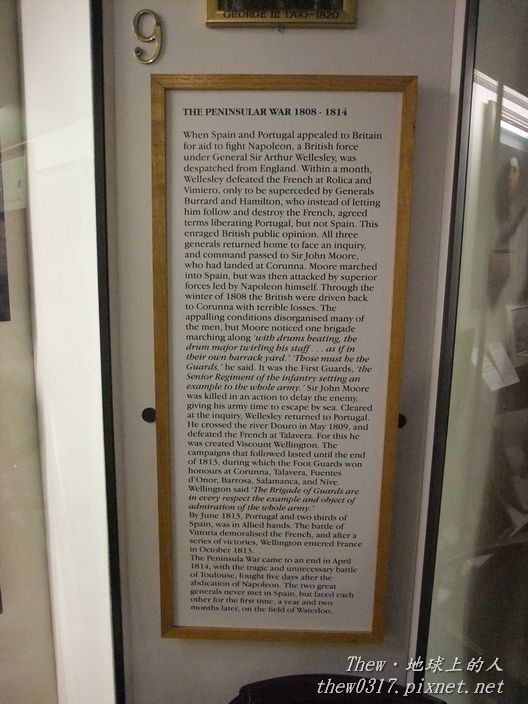 GEORGE III 1760-1820
9
THE PENINSULAR WAR 1808 - 1814
When Spain and Portugal appealed to Britain
for aid to fight Napoleon, a British force
under General Sir Arthur Wellesley, was
despatched from England. Within a month,
Wellesley defeated the French at Rolica and
Vimiero, only to be superceded by Generals
Burrard and Hamilton, who instead of letting
him follow and destroy the French, agreed
terms liberating Portugal, but not Spain. This
enraged British public opinion. All three
generals returned home to face an inquiry,
and command passed to Sir John Moore,
who had landed at Corunna. Moore marched
into Spain, but was then attacked by superior
forces led by Napoleon himself. Through the
winter of 1808 the British were driven back
to Corunna with terrible losses. The
appalling conditions disorganised many of
the men, but Moore noticed one brigade
marching along 'with drums beating, the
drum major twirling his staff . . . as if in
their own barrack yard.' 'Those must be the
Guards,' he said. It was the First Guards, 'the
Senior Regiment of the infantry setting an
example to the whole army.' Sir John Moore
was killed in an action to delay the enemy,
giving his army time to escape by sea. Cleared
at the inquiry, Wellesley returned to Portugal.
He crossed the river Douro in May 1809, and
defeated the French at Talavera. For this he
was created Viscount Wellington. The
campaigns that followed lasted until the end
of 1813, during which the Foot Guards won
honours at Corunna, Talavera, Fuentes
d'Onor, Barrosa, Salamanca, and Nive.
Wellington said 'The Brigade of Guards are
in every respect the example and object of
admiration of the whole army.'
By June 1813, Portugal and two thirds of
Spain, was in Allied hands. The battle of
Vittoria demoralised the French, and after a
series of victories, Wellington entered France
in October 1813.
The Peninsula War came to an end in April
1814, with the tragic and unnecessary battle
of Toulouse, fought five days after the
abdication of Napoleon. The two great
generals never met in Spain, but faced each
other for the first time, a year and two
months later, on the field of Waterloo.
Thew · 地球上的人
thew0317.pixnet.net